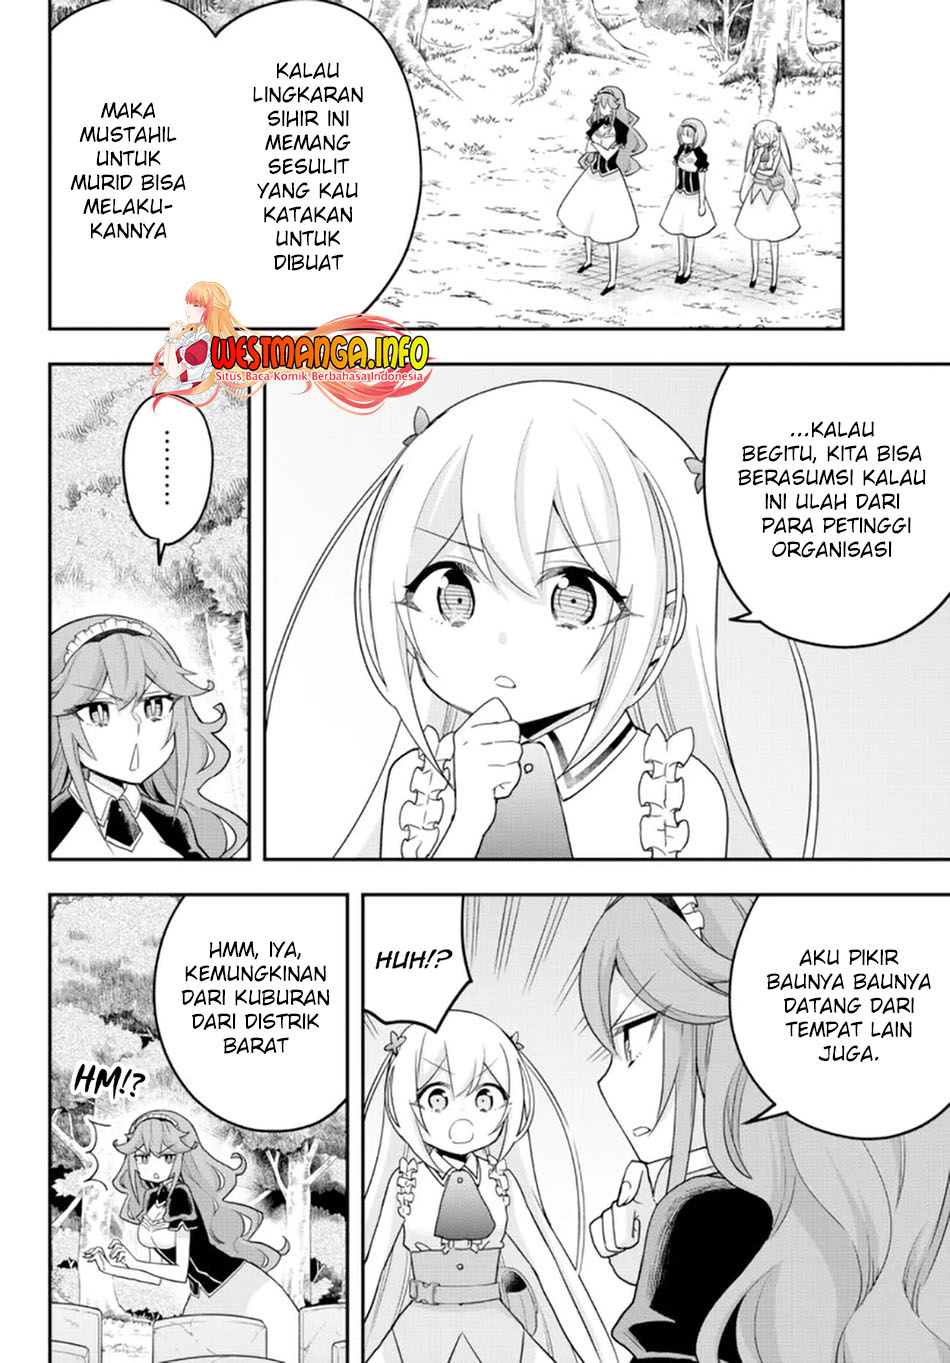 KALAU
LINGKARAN
SIHIR INI
MEMANG
SESULIT
YANG KAU
KATAKAN
UNTUK
DIBUAT
MAKA
MUSTAHIL
UNTUK
MURID BISA
MELAKU-
KANNYA
WESTMANGA.INFO
Situs Baca Komik Berbahasa Indonesia
...KALAU
BEGITU, KITA BISA
BERASUMSI KALAU
INI ULAH DARI
PARA PETINGGI
ORGANISASI
.........
AKU PIKIR
BAUNYA BAUNYA
DATANG DARI
TEMPAT LAIN
JUGA.
HUH!?
HMM, IYA,
KEMUNGKINAN
DARI KUBURAN
DARI DISTRIK
BARAT
HM!?